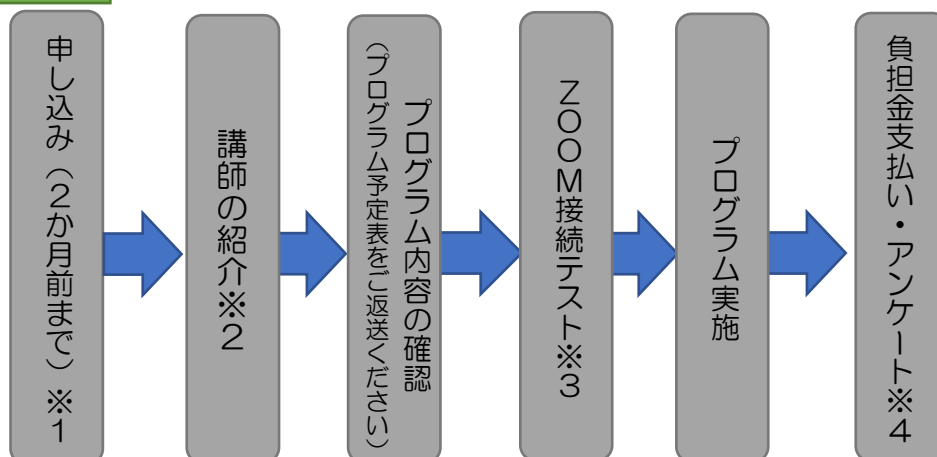 申し込み（２か月前まで）※１
講師の紹介※２
プログラム内容の確認
（プログラム予定表をご返送ください）
ＺＯＯＭ接続テスト※３
プログラム実施
負担金支払い・アンケート※４